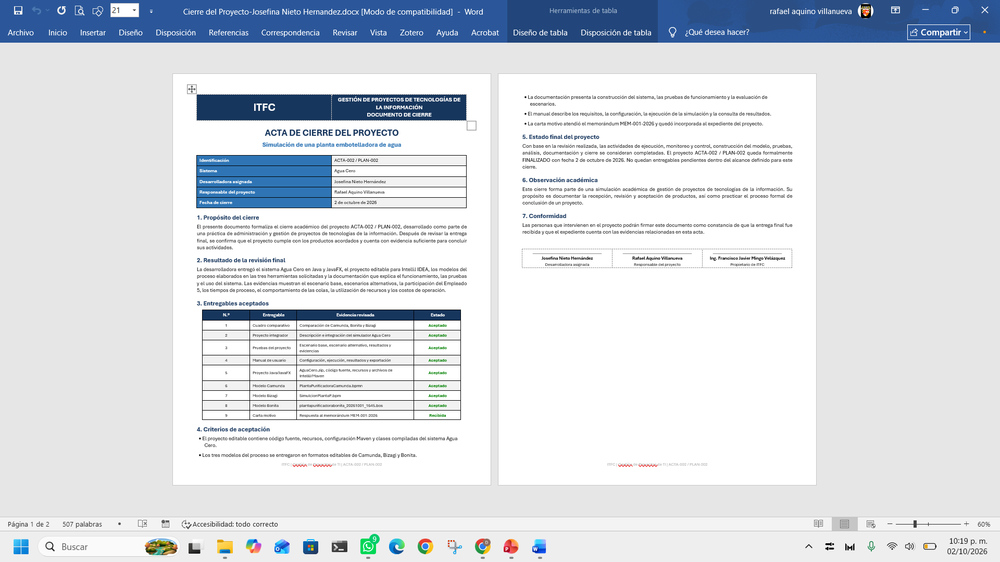 21
Cierre del Proyecto-Josefina Nieto Hernandez.docx [Modo de compatibilidad] - Word
Herramientas de tabla
rafael aquino villanueva
Archivo Inicio Insertar Diseño Disposición Referencias Correspondencia Revisar Vista Zotero Ayuda Acrobat Diseño de tabla Disposición de tabla ¿Qué desea hacer? Compartir
ITFC
GESTIÓN DE PROYECTOS DE TECNOLOGÍAS DE
LA INFORMACIÓN
DOCUMENTO DE CIERRE
ACTA DE CIERRE DEL PROYECTO
Simulación de una planta embotelladora de agua
Identificación ACTA-002 / PLAN-002
Sistema Agua Cero
Desarrolladora asignada Josefina Nieto Hernández
Responsable del proyecto Rafael Aquino Villanueva
Fecha de cierre 2 de octubre de 2026
1. Propósito del cierre
El presente documento formaliza el cierre académico del proyecto ACTA-002 / PLAN-002, desarrollado como parte de
una práctica de administración y gestión de proyectos de tecnologías de la información. Después de revisar la entrega
final, se confirma que el proyecto cumple con los productos acordados y cuenta con evidencia suficiente para concluir
sus actividades.
2. Resultado de la revisión final
La desarrolladora entregó el sistema Agua Cero en Java y JavaFX, el proyecto editable para IntelliJ IDEA, los modelos del
proceso elaborados en las tres herramientas solicitadas y la documentación que explica el funcionamiento, las pruebas
y el uso del sistema. Las evidencias muestran el escenario base, escenarios alternativos, la participación del Empleado
5, los tiempos de proceso, el comportamiento de las colas, la utilización de recursos y los costos de operación.
3. Entregables aceptados
N.º Entregable Evidencia revisada Estado
1 Cuadro comparativo Comparación de Camunda, Bonita y Bizagi Aceptado
2 Proyecto integrador Descripción e integración del simulador Agua Cero Aceptado
3 Pruebas del proyecto Escenario base, escenario alternativo, resultados y
evidencias Aceptado
4 Manual de usuario Configuración, ejecución, resultados y exportación Aceptado
5 Proyecto Java/JavaFX AguaCero.zip, código fuente, recursos y archivos de
IntelliJ/Maven Aceptado
6 Modelo Camunda PlantaPurificadoraCamunda.bpmn Aceptado
7 Modelo Bizagi SimulcionPlantaP.bpm Aceptado
8 Modelo Bonita plantapurificadorabonita_20261001_1645.bos Aceptado
9 Carta motivo Respuesta al memorándum MEM-001-2026 Recibida
4. Criterios de aceptación
• El proyecto editable contiene código fuente, recursos, configuración Maven y clases compiladas del sistema Agua
Cero.
• Los tres modelos del proceso se entregaron en formatos editables de Camunda, Bizagi y Bonita.
ITFC | Gestión de Proyectos de TI | ACTA-002 / PLAN-002
• La documentación presenta la construcción del sistema, las pruebas de funcionamiento y la evaluación de
escenarios.
• El manual describe los requisitos, la configuración, la ejecución de la simulación y la consulta de resultados.
• La carta motivo atendió el memorándum MEM-001-2026 y quedó incorporada al expediente del proyecto.
5. Estado final del proyecto
Con base en la revisión realizada, las actividades de ejecución, monitoreo y control, construcción del modelo, pruebas,
análisis, documentación y cierre se consideran completadas. El proyecto ACTA-002 / PLAN-002 queda formalmente
FINALIZADO con fecha 2 de octubre de 2026. No quedan entregables pendientes dentro del alcance definido para este
cierre.
6. Observación académica
Este cierre forma parte de una simulación académica de gestión de proyectos de tecnologías de la información. Su
propósito es documentar la recepción, revisión y aceptación de productos, así como practicar el proceso formal de
conclusión de un proyecto.
7. Conformidad
Las personas que intervienen en el proyecto podrán firmar este documento como constancia de que la entrega final fue
recibida y que el expediente cuenta con las evidencias relacionadas en esta acta.
Josefina Nieto Hernández Rafael Aquino Villanueva Ing. Francisco Javier Mingo Velázquez
Desarrolladora asignada Responsable del proyecto Propietario de ITFC
ITFC | Gestión de Proyectos de TI | ACTA-002 / PLAN-002
Página 1 de 2 507 palabras Accesibilidad: todo correcto 60%
Buscar
9
10:19 p. m.
02/10/2026